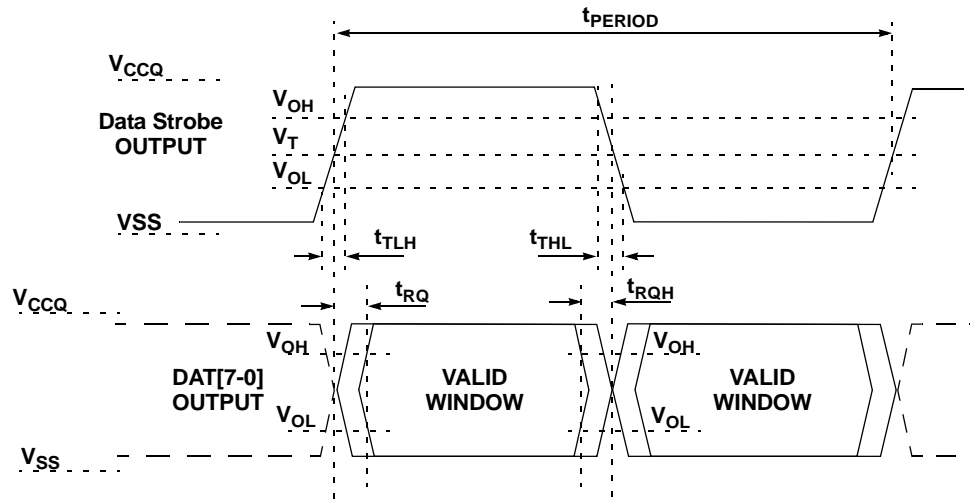 tPERIOD
VCCQ
VOH
Data Strobe
OUTPUT
VT
VOL
VSS
tTLH
tTHL
tRQ
tRQH
VCCQ
VOH
VOH
DAT[7-0]
OUTPUT
VALID
WINDOW
VALID
WINDOW
VOL
VOL
VSS